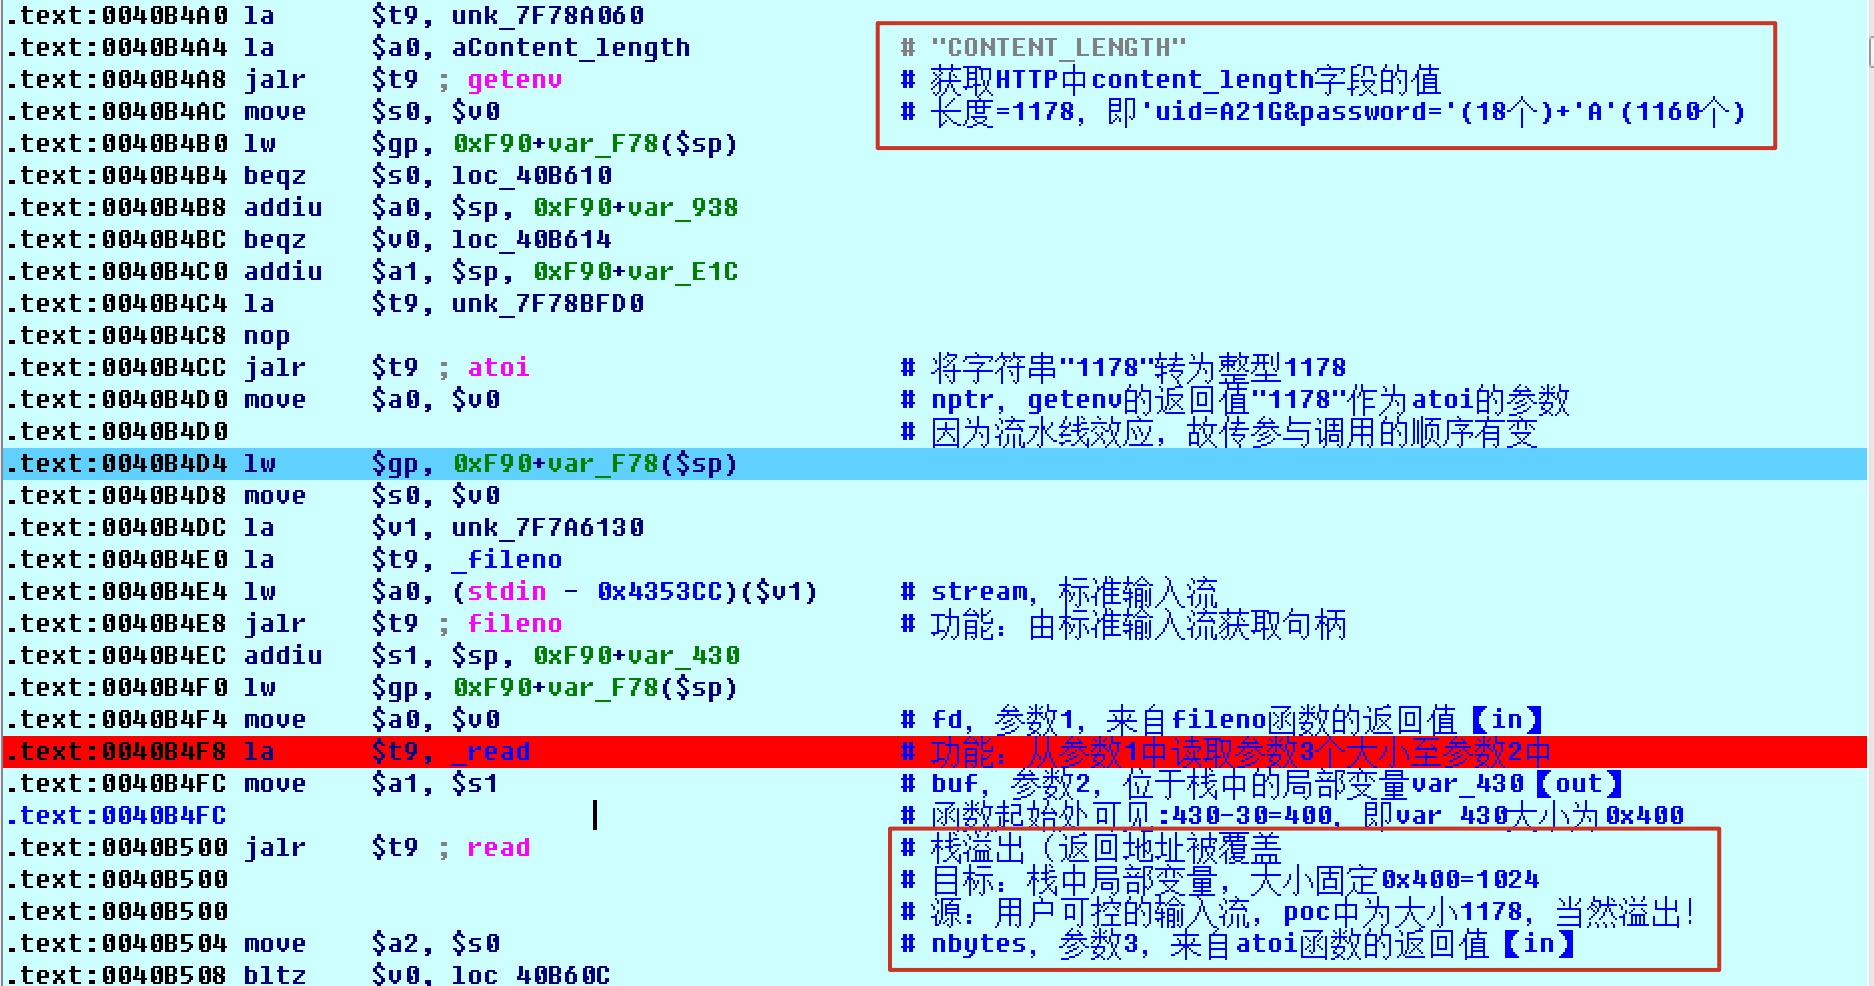 .text:0040B4A0 la $t9, unk_7F78A060
.text:0040B4A4 la $a0, aContent_length # "CONTENT_LENGTH"
.text:0040B4A8 jalr $t9 ; getenv # 获取HTTP中content_length字段的值
.text:0040B4AC move $s0, $v0 # 长度=1178, 即'uid=A21G&password='(18个)+'A'(1160个)
.text:0040B4B0 lw $gp, 0xF90+var_F78($sp)
.text:0040B4B4 beqz $s0, loc_40B610
.text:0040B4B8 addiu $a0, $sp, 0xF90+var_938
.text:0040B4BC beqz $v0, loc_40B614
.text:0040B4C0 addiu $a1, $sp, 0xF90+var_E1C
.text:0040B4C4 la $t9, unk_7F78BFD0
.text:0040B4C8 nop
.text:0040B4CC jalr $t9 ; atoi # 将字符串"1178"转为整型1178
.text:0040B4D0 move $a0, $v0 # nptr, getenv的返回值"1178"作为atoi的参数
.text:0040B4D0 # 因为流水线效应, 故传参与调用的顺序有变
.text:0040B4D4 lw $gp, 0xF90+var_F78($sp)
.text:0040B4D8 move $s0, $v0
.text:0040B4DC la $v1, unk_7F7A6130
.text:0040B4E0 la $t9, _fileno
.text:0040B4E4 lw $a0, (stdin - 0x4353CC)($v1) # stream, 标准输入流
.text:0040B4E8 jalr $t9 ; fileno # 功能: 由标准输入流获取句柄
.text:0040B4EC addiu $s1, $sp, 0xF90+var_430
.text:0040B4F0 lw $gp, 0xF90+var_F78($sp)
.text:0040B4F4 move $a0, $v0 # fd, 参数1, 来自fileno函数的返回值【in】
.text:0040B4F8 la $t9, _read # 功能: 从参数1中读取参数3个大小至参数2中
.text:0040B4FC move $a1, $s1 # buf, 参数2, 位于栈中的局部变量var_430【out】
.text:0040B4FC # 函数起始处可见:430-30=400, 即var_430大小为0x400
.text:0040B500 jalr $t9 ; read # 栈溢出（返回地址被覆盖
.text:0040B500 # 目标: 栈中局部变量, 大小固定0x400=1024
.text:0040B500 # 源: 用户可控的输入流, poc中为大小1178, 当然溢出!
.text:0040B504 move $a2, $s0 # nbytes, 参数3, 来自atoi函数的返回值【in】
.text:0040B508 bltz $v0, loc_40B60C